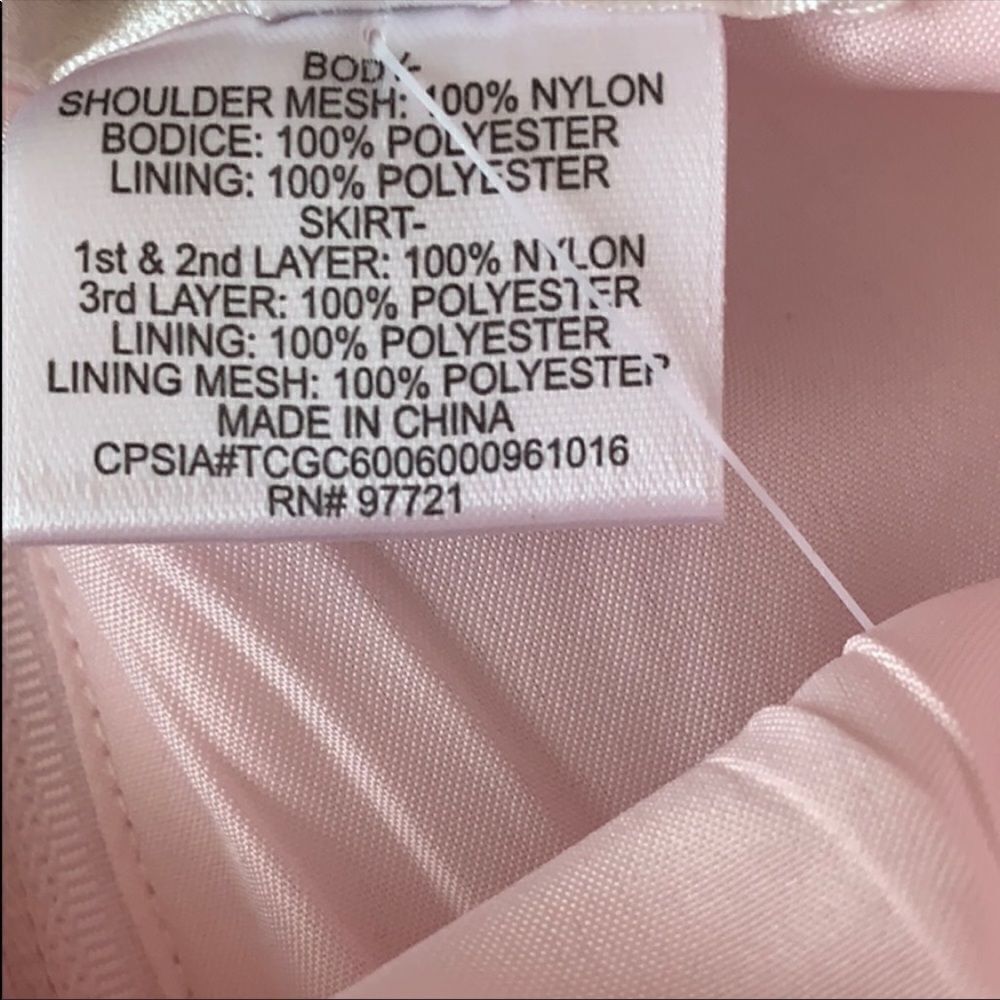 BODY-
SHOULDER MESH: 100% NYLON
BODICE: 100% POLYESTER
LINING: 100% POLYESTER
SKIRT-
1st & 2nd LAYER: 100% NYLON
3rd LAYER: 100% POLYESTER
LINING: 100% POLYESTER
LINING MESH: 100% POLYESTER
MADE IN CHINA
CPSIA#TCGC6006000961016
RN# 97721